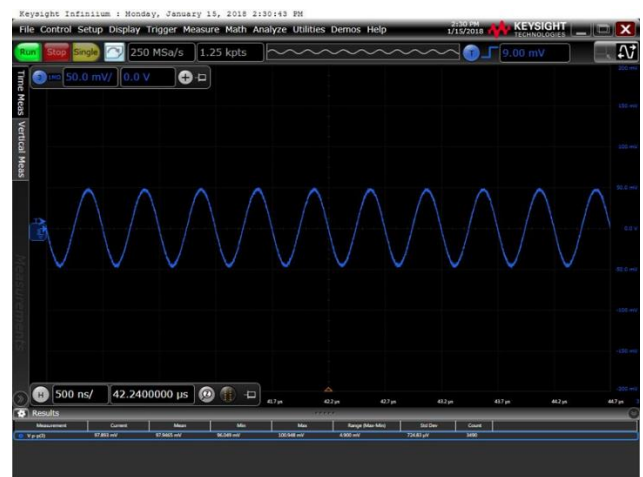 Keysight Infiniium : Monday, January 15, 2018 2:30:43 PM
File Control Setup Display Trigger Measure Math Analyze Utilities Demos Help
2:30 PM
1/15/2018
KEYSIGHT
TECHNOLOGIES
Run Stop Single 250 MSa/s 1.25 kpts 9.00 mV
50.0 mV/ 0.0 V
Time Meas
Vertical Meas
Measurements
H 500 ns/ 42.2400000 µs
41.7 µs 42.2 µs 42.7 µs 43.2 µs 43.7 µs 44.2 µs 44.7 µs
Results
Measurement Current Mean Min Max Range (Max-Min) Std Dev Count
V p-p(3) 97.893 mV 97.9465 mV 96.049 mV 100.948 mV 4.900 mV 724.83 µV 3490